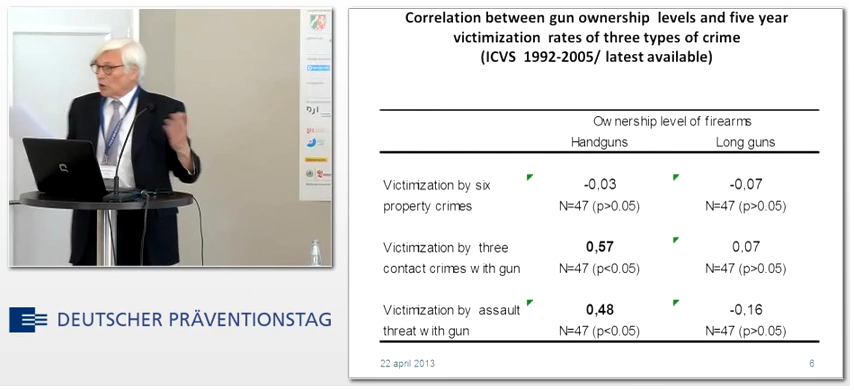 Correlation between gun ownership levels and five year
victimization rates of three types of crime
(ICVS 1992-2005/ latest available)
Ownership level of firearms
Handguns Long guns
Victimization by six -0,03 -0,07
property crimes N=47 (p>0.05) N=47 (p>0.05)
Victimization by three 0,57 0,07
contact crimes with gun N=47 (p<0.05) N=47 (p>0.05)
Victimization by assault 0,48 -0,16
threat with gun N=47 (p<0.05) N=47 (p>0.05)
22 april 2013 6
DEUTSCHER PRÄVENTIONSTAG